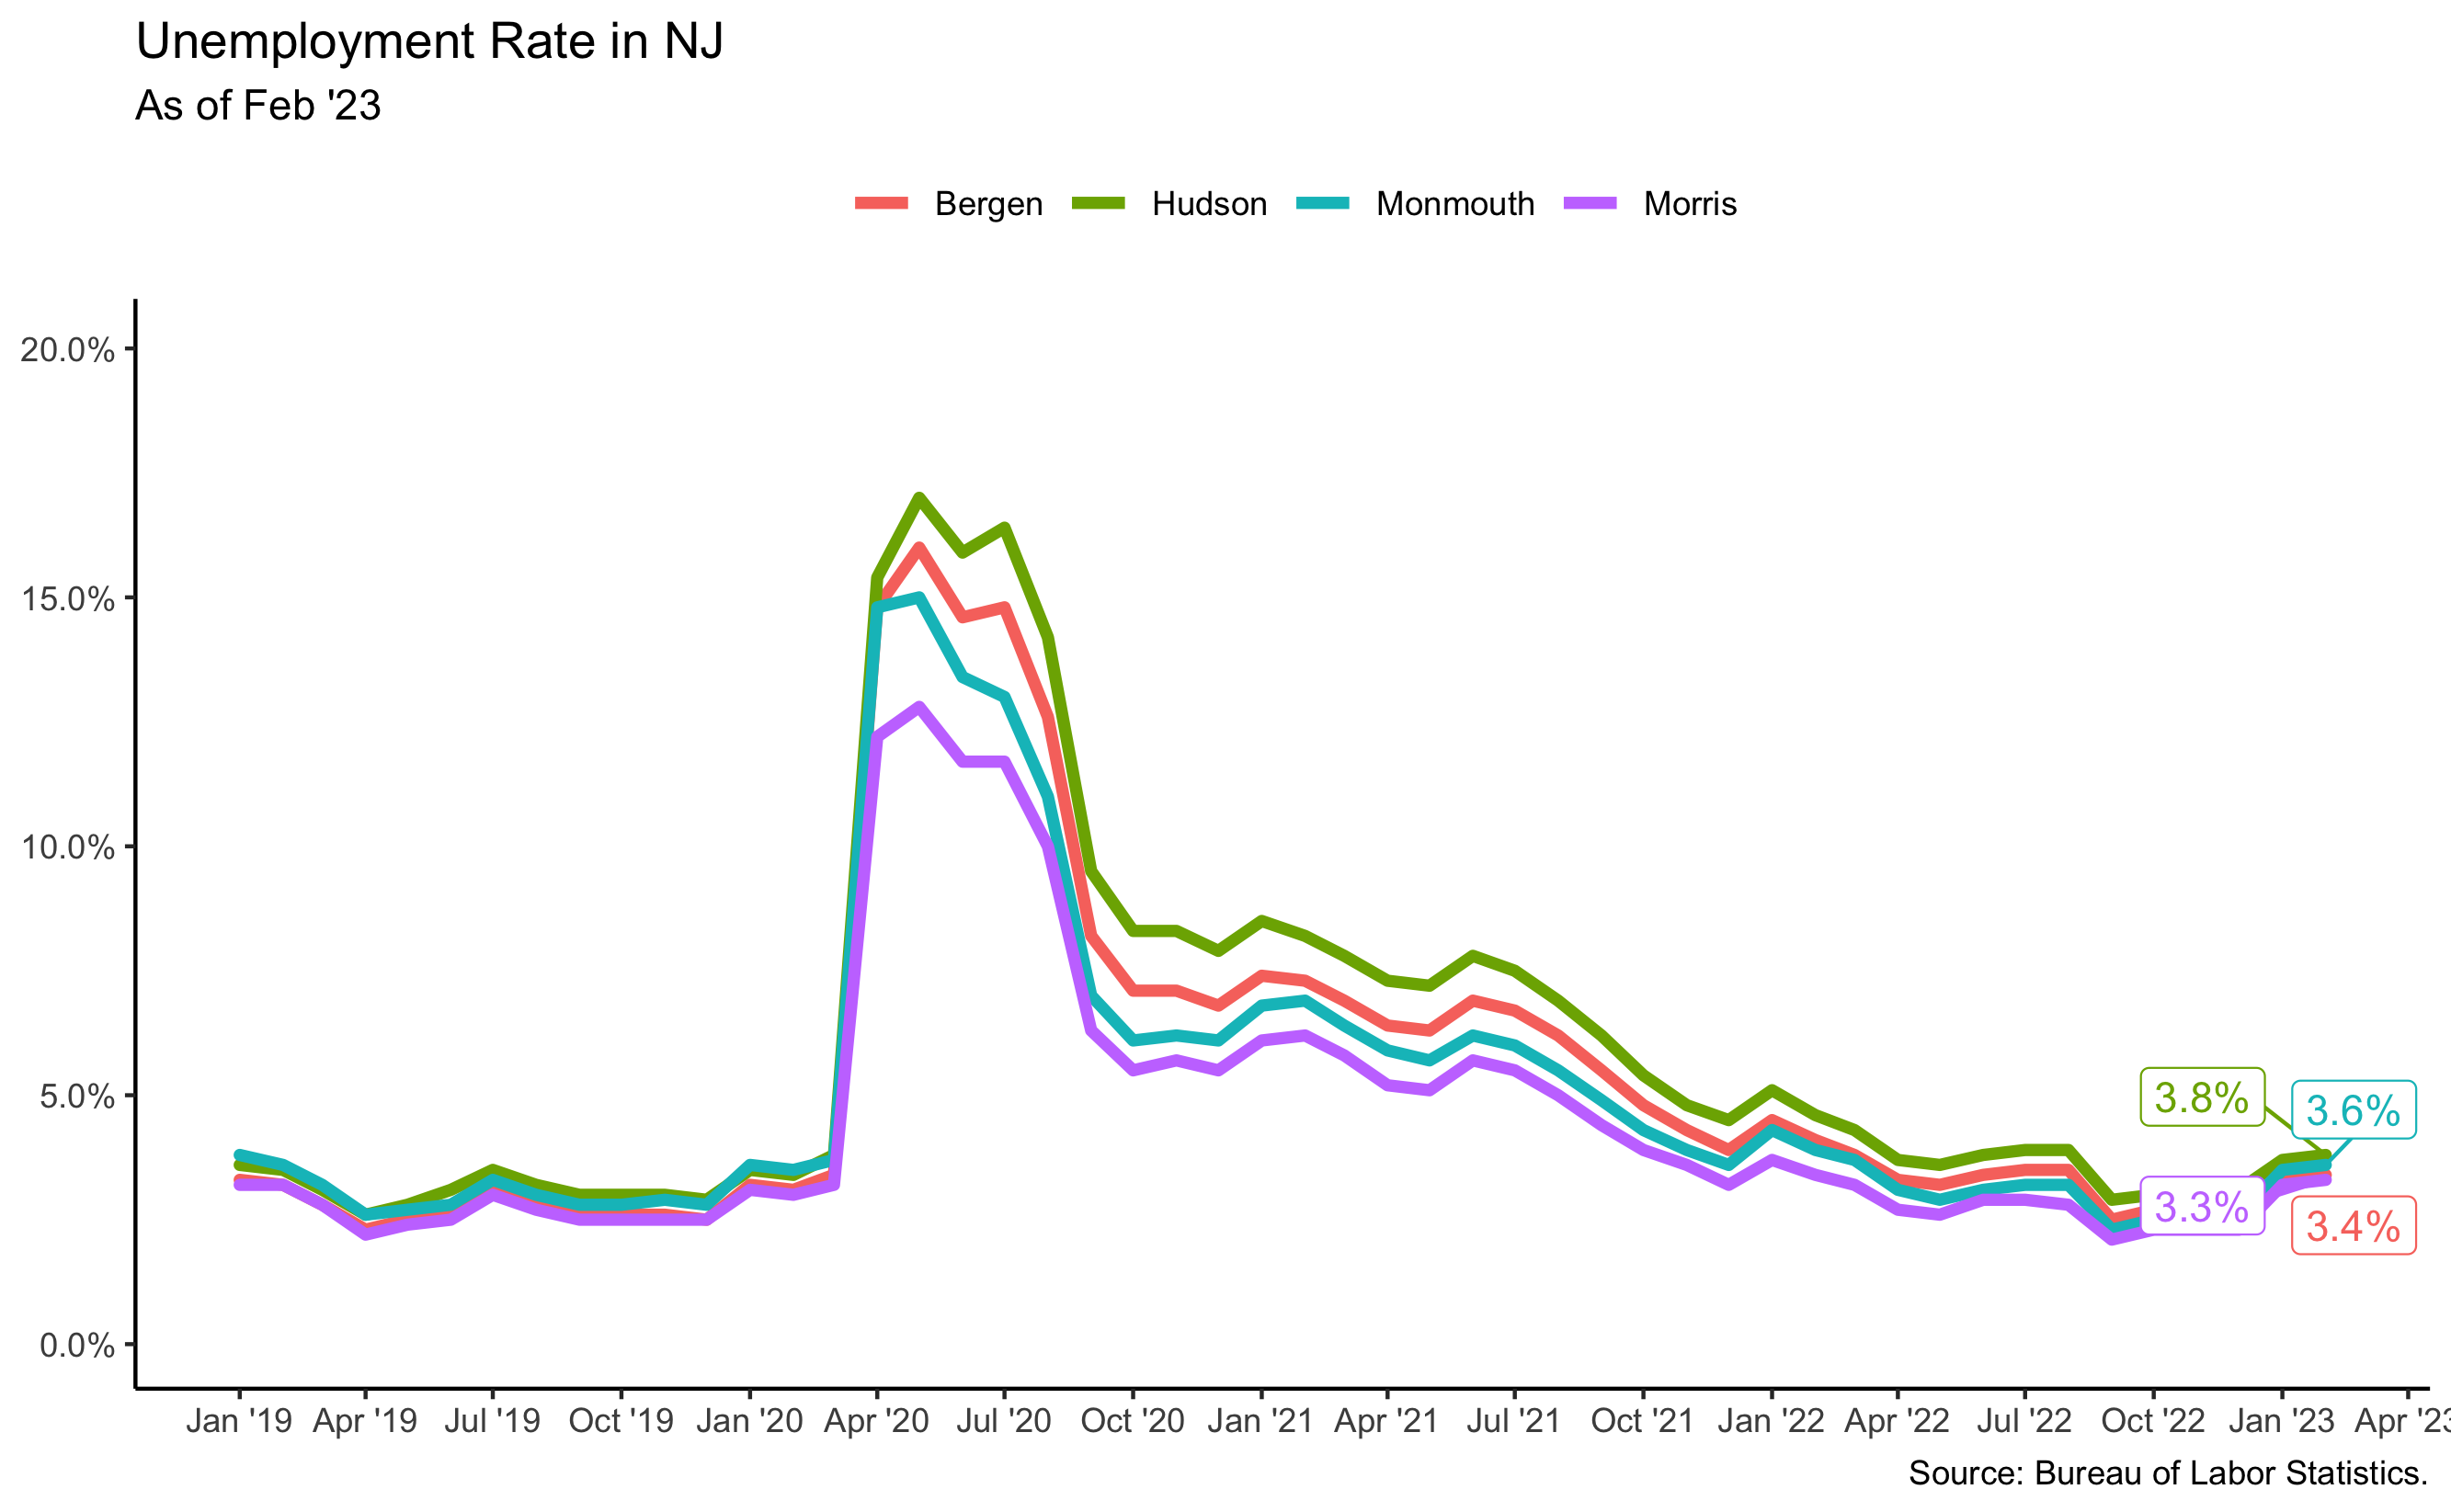 Unemployment Rate in NJ
As of Feb '23
Bergen Hudson Monmouth Morris
20.0%
15.0%
10.0%
5.0%
0.0%
3.8%
3.6%
3.3%
3.4%
Jan '19 Apr '19 Jul '19 Oct '19 Jan '20 Apr '20 Jul '20 Oct '20 Jan '21 Apr '21 Jul '21 Oct '21 Jan '22 Apr '22 Jul '22 Oct '22 Jan '23 Apr '23
Source: Bureau of Labor Statistics.